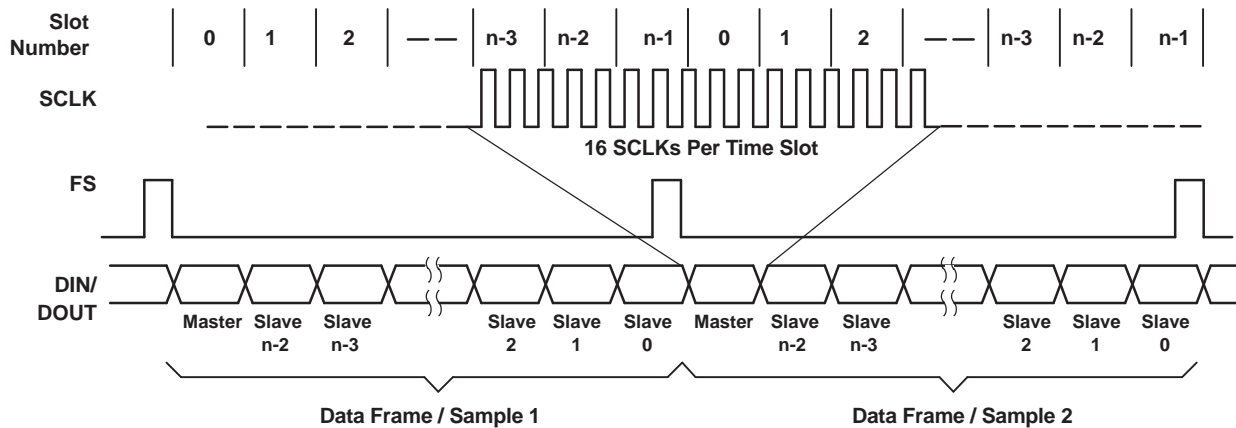 Slot
Number
0 1 2 n-3 n-2 n-1 0 1 2 n-3 n-2 n-1
SCLK
16 SCLKs Per Time Slot
FS
DIN/
DOUT
Master Slave Slave Slave Slave Slave Master Slave Slave Slave Slave Slave
n-2 n-3 2 1 0 n-2 n-3 2 1 0
Data Frame / Sample 1 Data Frame / Sample 2